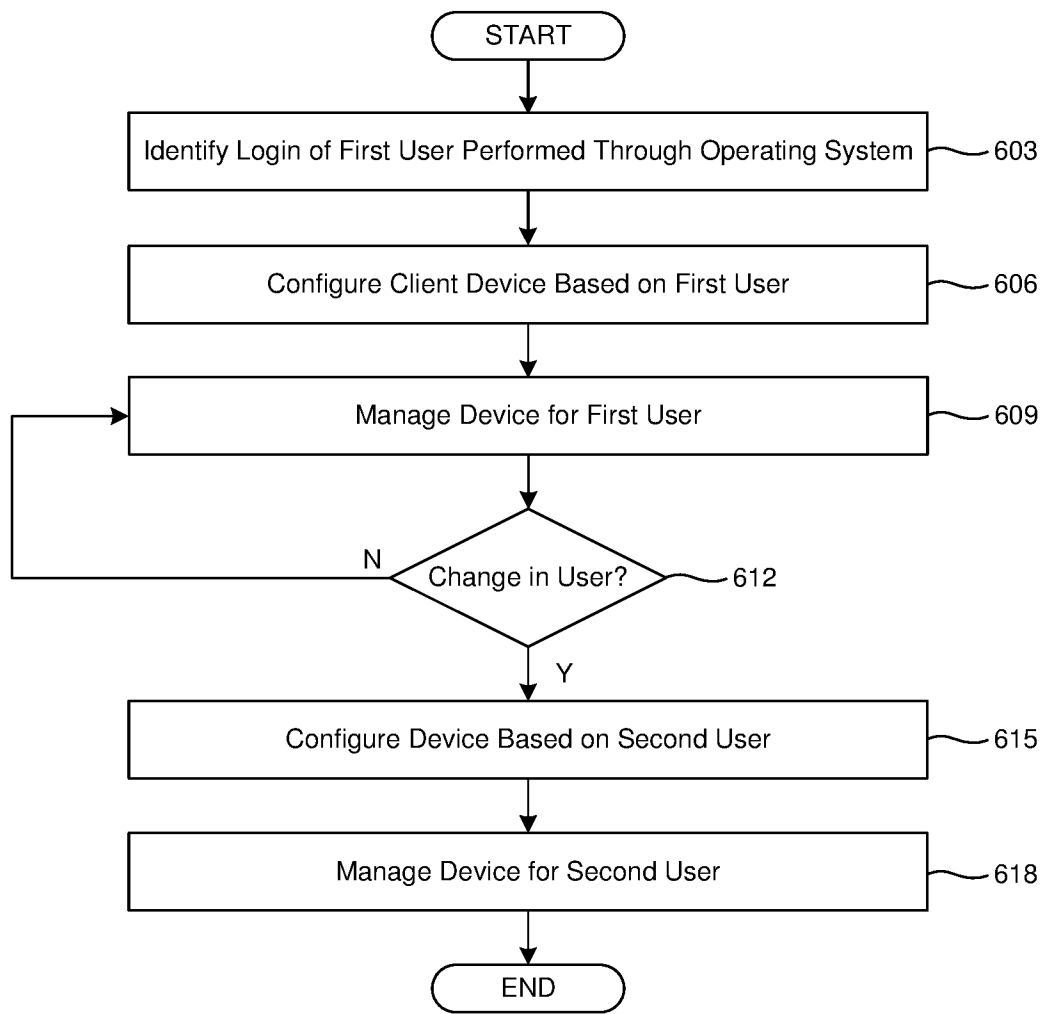 START
Identify Login of First User Performed Through Operating System
603
Configure Client Device Based on First User
606
Manage Device for First User
609
N
Change in User?
612
Y
Configure Device Based on Second User
615
Manage Device for Second User
618
END